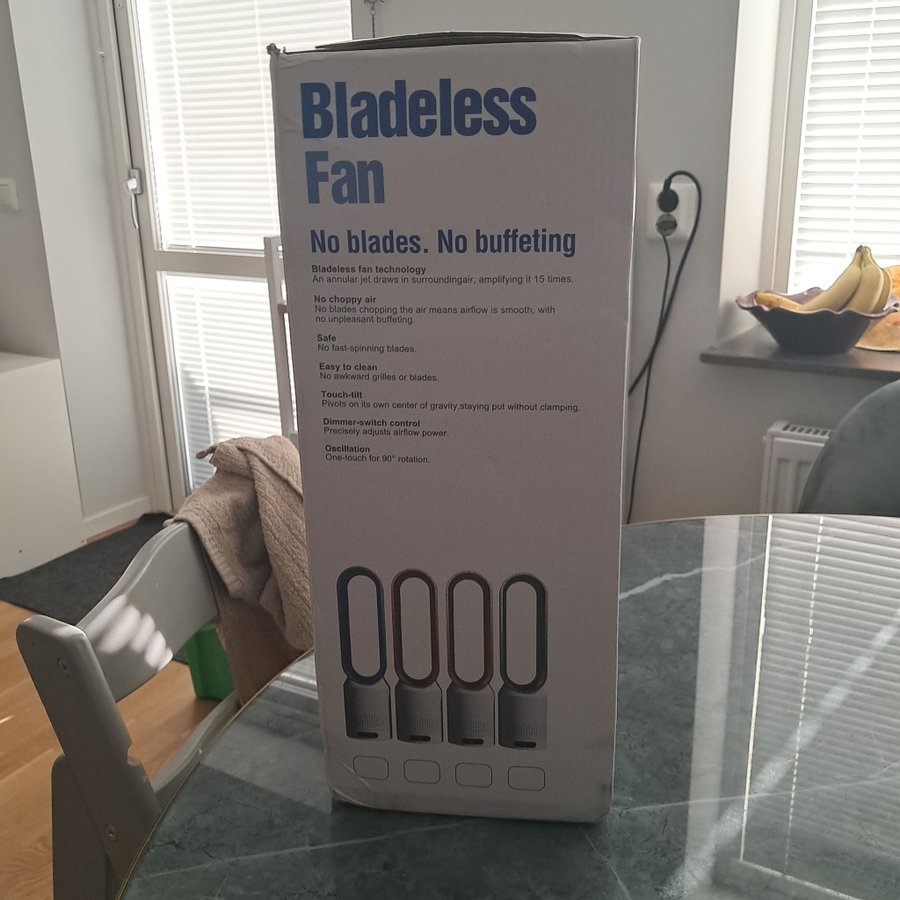 Bladeless
Fan
No blades. No buffeting
Bladeless fan technology
An annular jet draws in surroundingair, amplifying it 15 times.
No choppy air
No blades chopping the air means airflow is smooth, with
no unpleasant buffeting.
Safe
No fast-spinning blades.
Easy to clean
No awkward grilles or blades.
Touch-tilt
Pivots on its own center of gravity,staying put without clamping.
Dimmer-switch control
Precisely adjusts airflow power.
Oscillation
One-touch for 90° rotation.